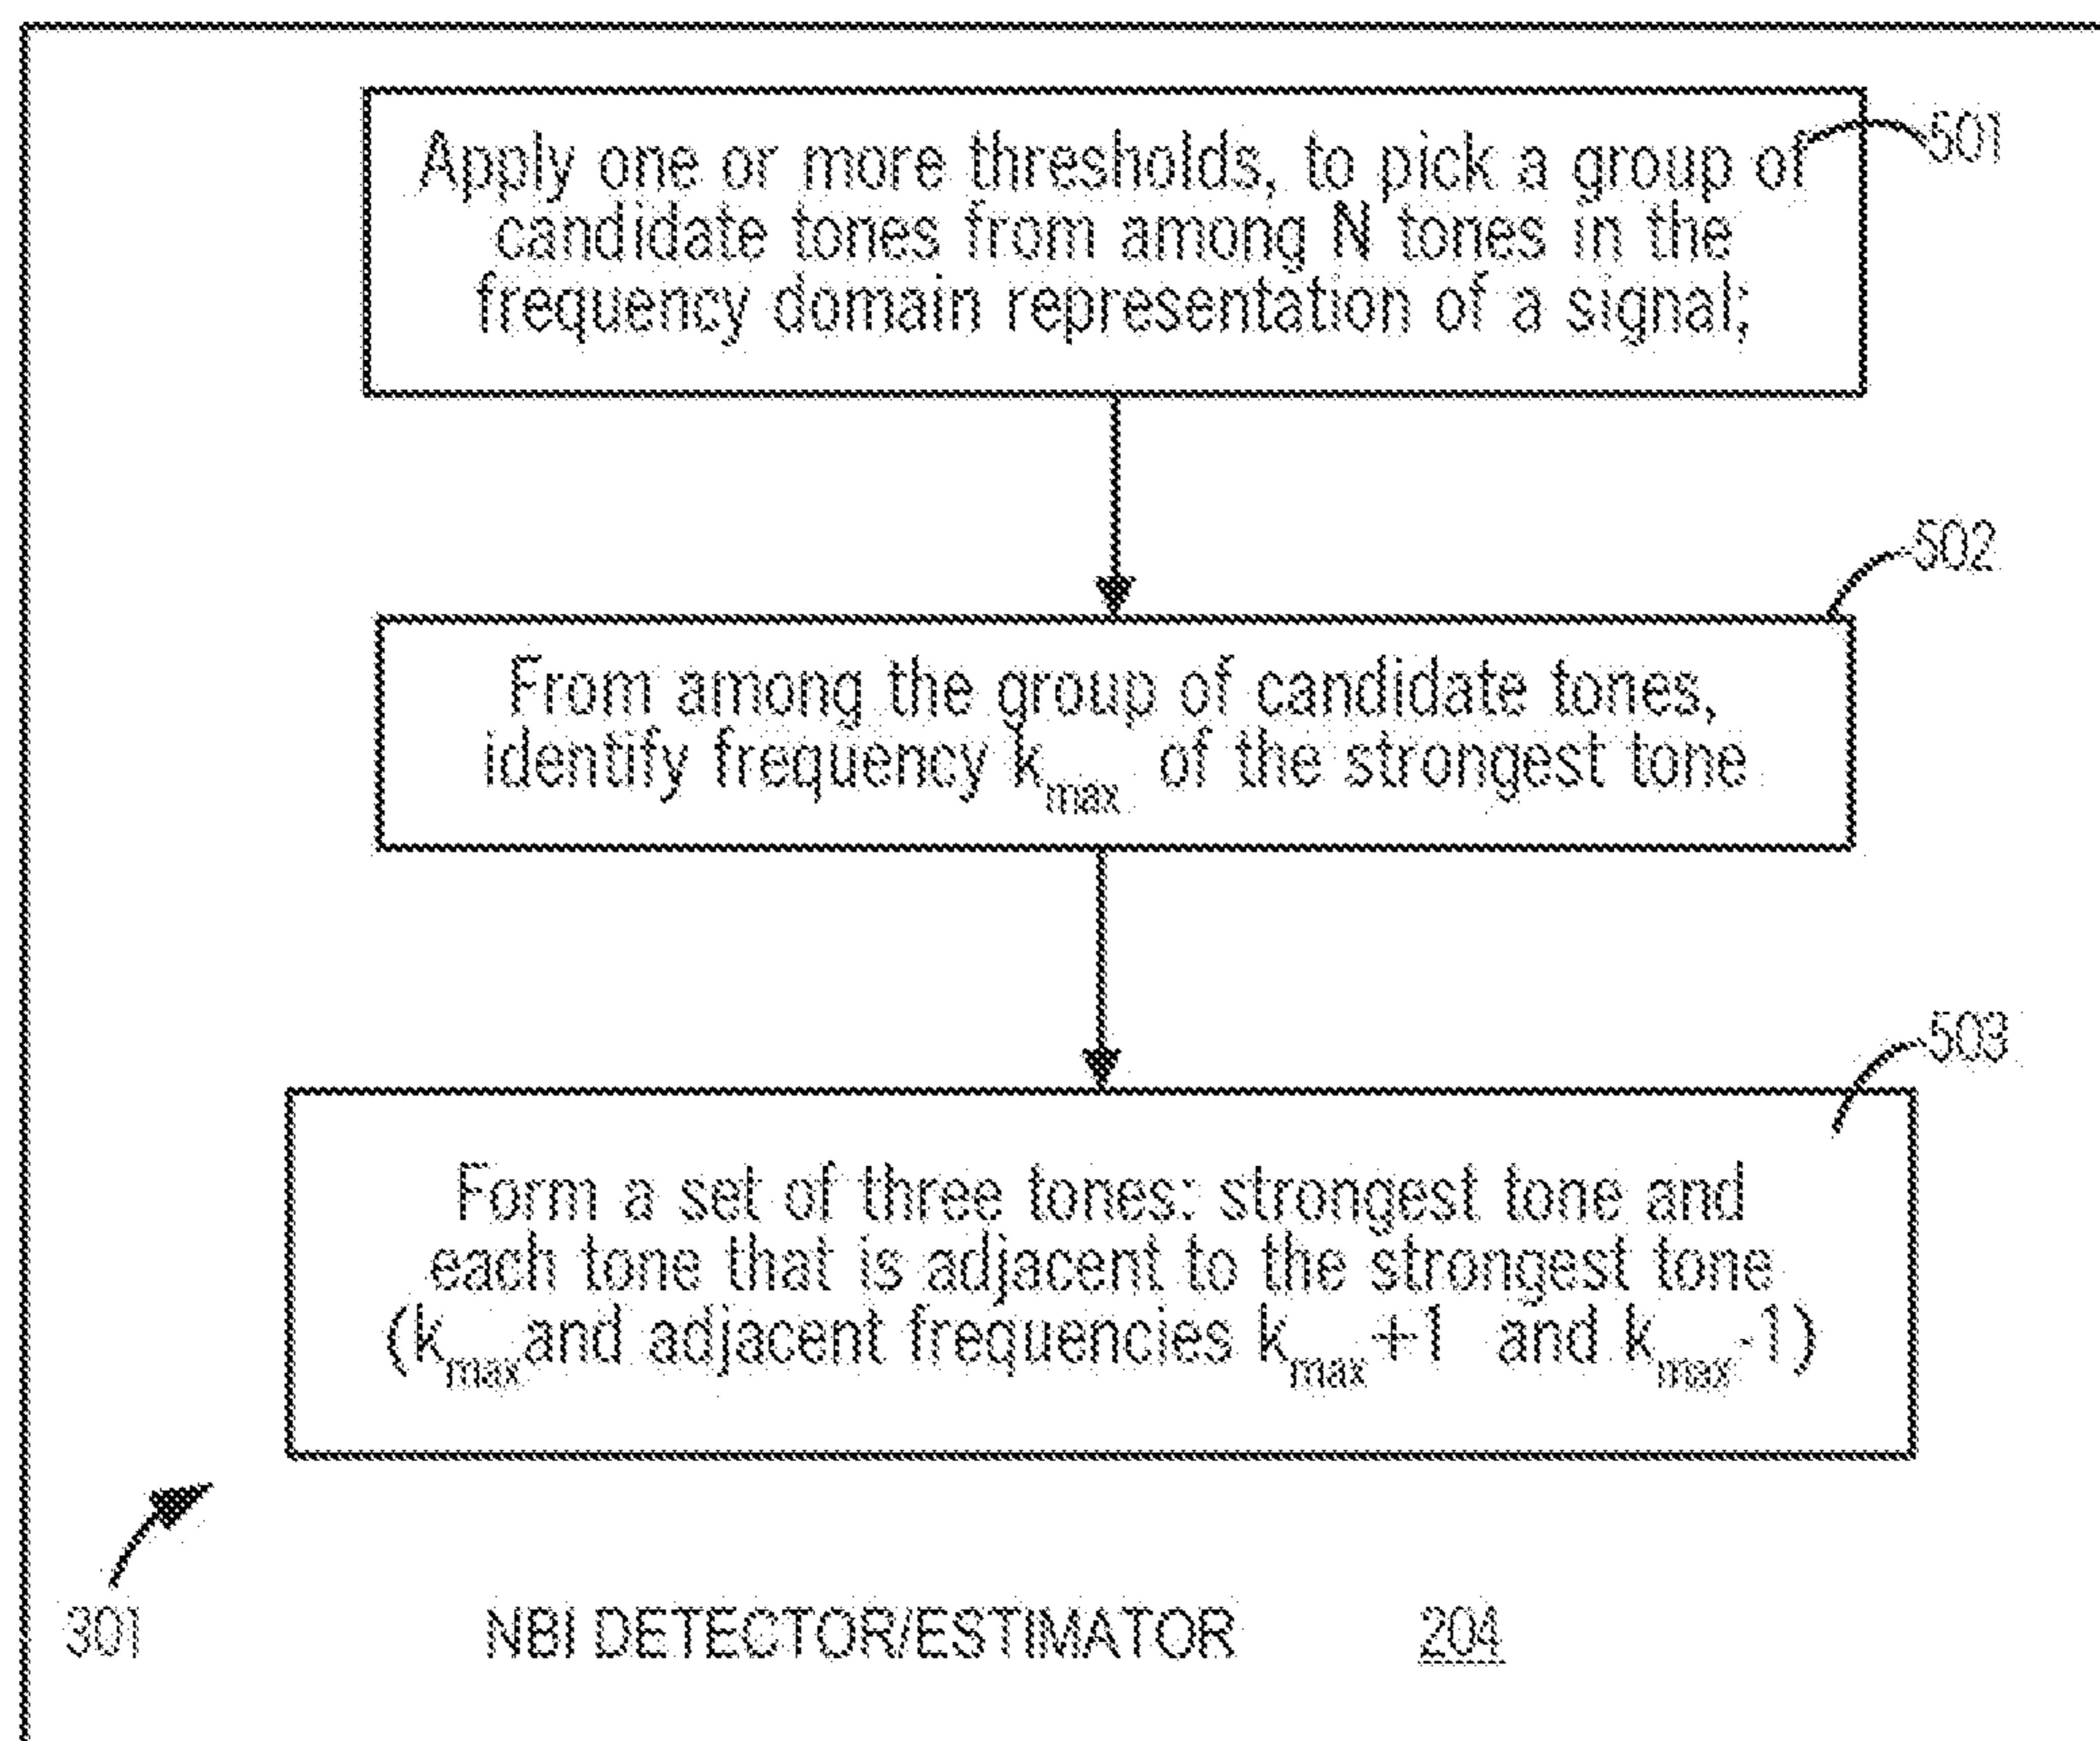 Apply one or more thresholds, to pick a group of
candidate tones from among N tones in the
frequency domain representation of a signal;
501
502
From among the group of candidate tones,
identify frequency kmax of the strongest tone
503
Form a set of three tones: strongest tone and
each tone that is adjacent to the strongest tone
(kmax and adjacent frequencies kmax+1 and kmax-1)
301
NBI DETECTOR/ESTIMATOR 204